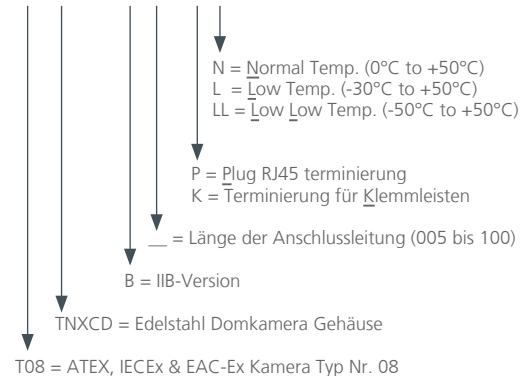 N = Normal Temp. (0°C to +50°C)
L = Low Temp. (-30°C to +50°C)
LL = Low Low Temp. (-50°C to +50°C)
P = Plug RJ45 terminierung
K = Terminierung für Klemmleisten
__ = Länge der Anschlussleitung (005 bis 100)
B = IIB-Version
TNXCD = Edelstahl Domkamera Gehäuse
T08 = ATEX, IECEx & EAC-Ex Kamera Typ Nr. 08